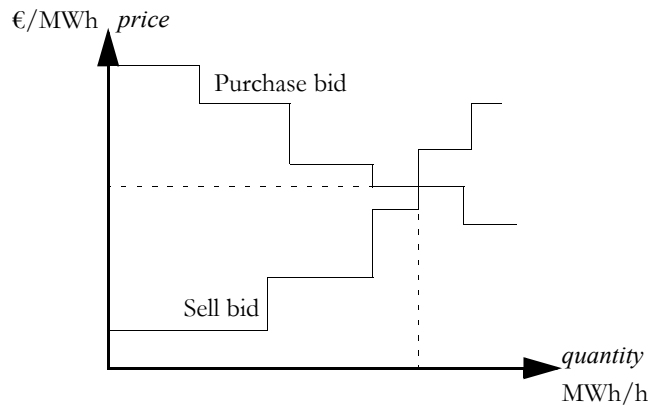 €/MWh price
Purchase bid
Sell bid
quantity
MWh/h